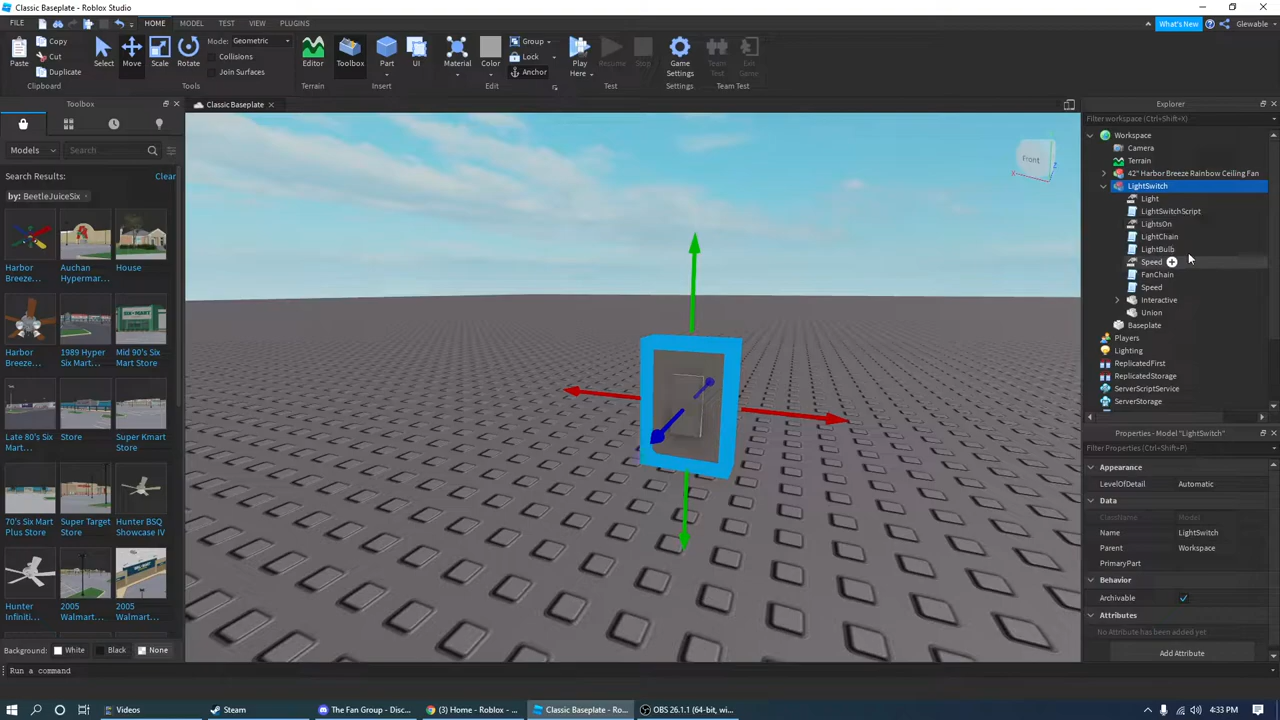 Classic Baseplate - Roblox Studio
FILE
HOME
MODEL
TEST
VIEW
PLUGINS
What's New
Glewable
Paste
Copy
Cut
Duplicate
Clipboard
Select
Move
Scale
Rotate
Mode: Geometric
Collisions
Join Surfaces
Tools
Editor
Terrain
Toolbox
Part
UI
Insert
Material
Color
Group
Lock
Anchor
Edit
Play
Here
Resume
Stop
Test
Game
Settings
Settings
Team
Test
Exit
Game
Team Test
Toolbox
Classic Baseplate
Models
Search
Search Results:
Clear
by: BeetleJuiceSix
Harbor
Breeze...
Auchan
Hypermar...
House
Harbor
Breeze...
1989 Hyper
Six Mart...
Mid 90's Six
Mart Store
Late 80's Six
Mart...
Store
Super Kmart
Store
70's Six Mart
Plus Store
Super Target
Store
Hunter BSQ
Showcase IV
Hunter
Infiniti...
2005
Walmart...
2005
Walmart...
Background:
White
Black
None
Run a command
Front
X
Z
Explorer
Filter workspace (Ctrl+Shift+X)
Workspace
Camera
Terrain
42" Harbor Breeze Rainbow Ceiling Fan
LightSwitch
Light
LightSwitchScript
LightsOn
LightChain
LightBulb
Speed
FanChain
Speed
Interactive
Union
Baseplate
Players
Lighting
ReplicatedFirst
ReplicatedStorage
ServerScriptService
ServerStorage
Properties - Model "LightSwitch"
Filter Properties (Ctrl+Shift+P)
Appearance
LevelOfDetail
Automatic
Data
ClassName
Model
Name
LightSwitch
Parent
Workspace
PrimaryPart
Behavior
Archivable
Attributes
No Attribute has been added yet
Add Attribute
Videos
Steam
The Fan Group - Disc...
(3) Home - Roblox - ...
Classic Baseplate - Ro...
OBS 26.1.1 (64-bit, wi...
4:33 PM